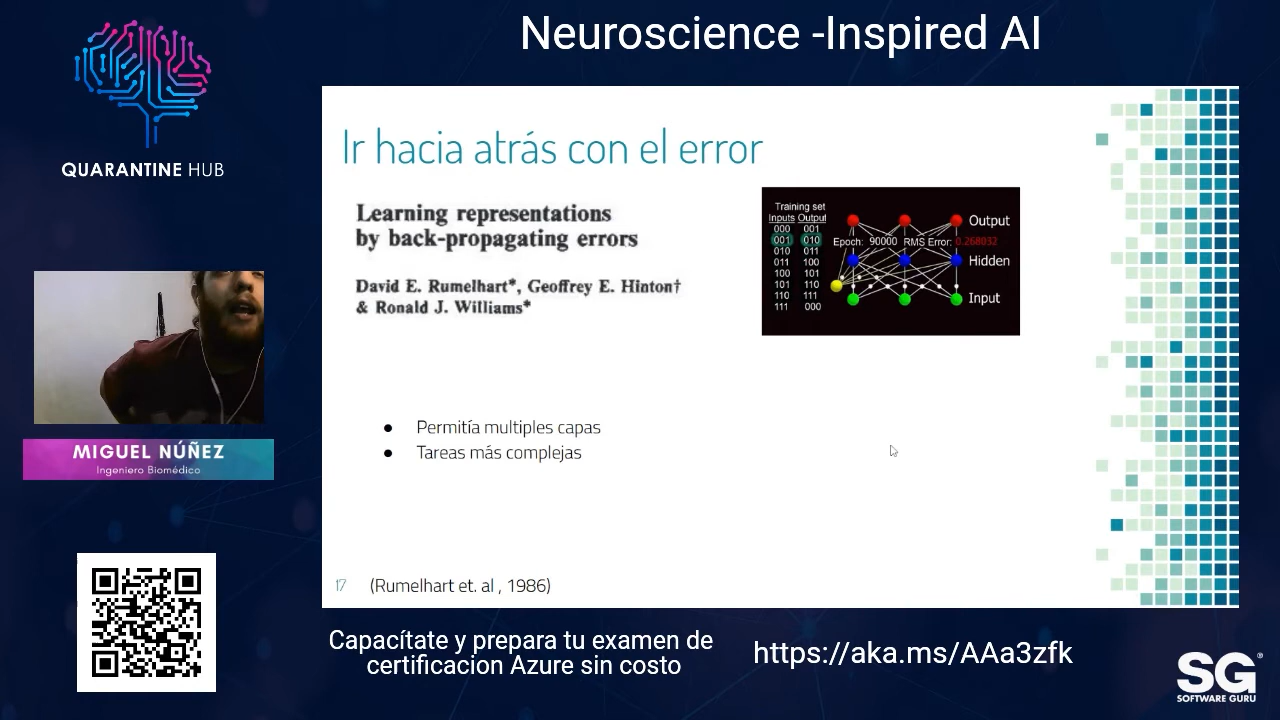 Neuroscience -Inspired AI
QUARANTINE HUB
Ir hacia atrás con el error
Learning representations
by back-propagating errors
David E. Rumelhart*, Geoffrey E. Hinton†
& Ronald J. Williams*
Training set
Inputs Output
000 001
001 010
010 011
011 100
100 101
101 110
110 111
111 000
Output
Epoch: 90000 RMS Error: 0.268032
Hidden
Input
Permitía multiples capas
Tareas más complejas
MIGUEL NÚÑEZ
Ingeniero Biomédico
17 (Rumelhart et. al , 1986)
Capacítate y prepara tu examen de
certificacion Azure sin costo
https://aka.ms/AAa3zfk
SG®
SOFTWARE GURU